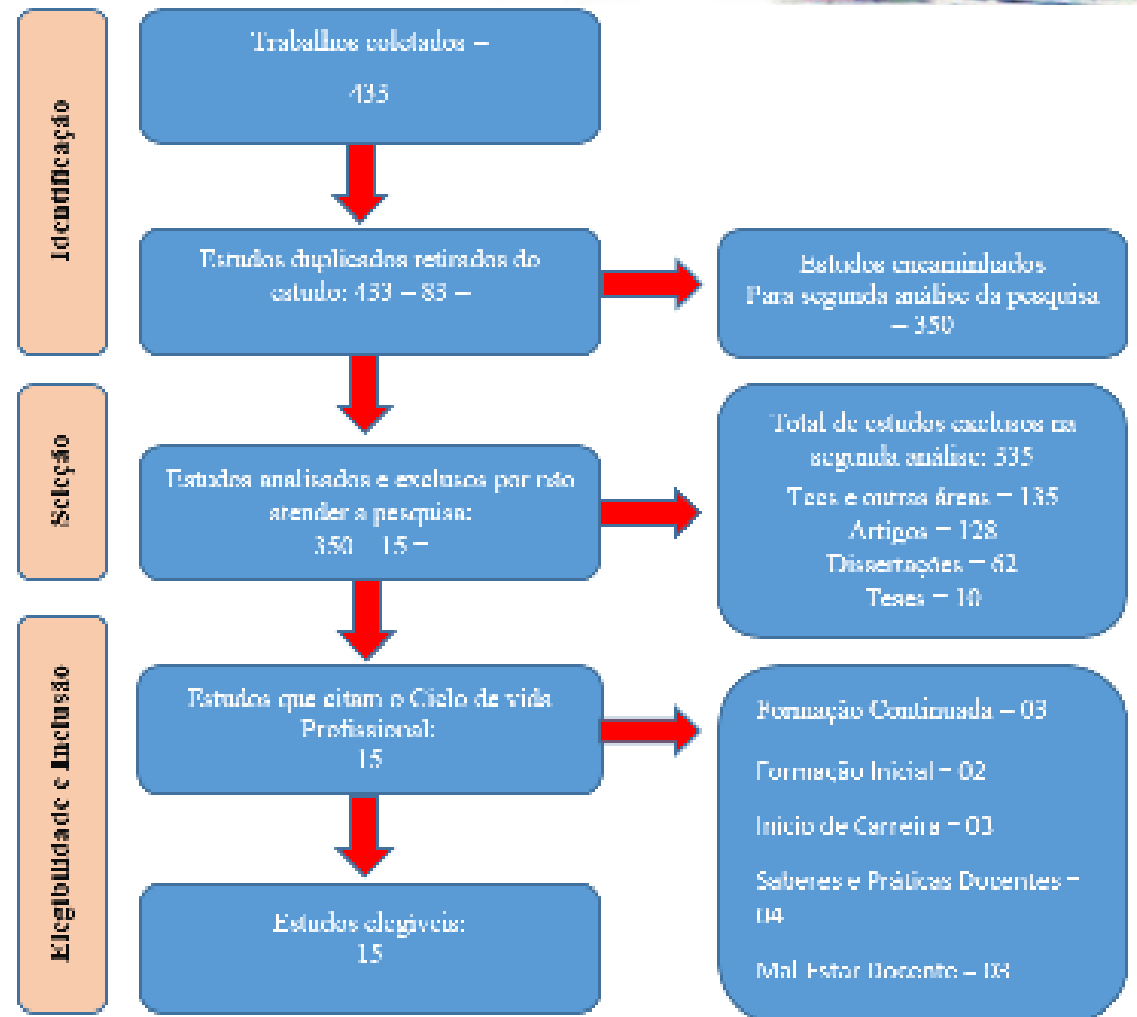 Identificação
Trabalhos coletados –
433
Estudos duplicados retirados do
estudo: 433 – 83 –
Estudos encaminhados
Para segunda análise da pesquisa
– 350
Seleção
Estudos analisados e exclusos por não
atender a pesquisa:
350 15 =
Total de estudos exclusos na
segunda análise: 335
Tccs e outras áreas = 135
Artigos = 128
Dissertações = 62
Teses = 10
Elegibilidade e Inclusão
Estudos que citam o Ciclo de vida
Profissional:
15
Formação Continuada – 03
Formação Inicial – 02
Inicio de Carreira – 03
Saberes e Práticas Docentes –
04
Mal Estar Docente – 03
Estudos elegíveis:
15